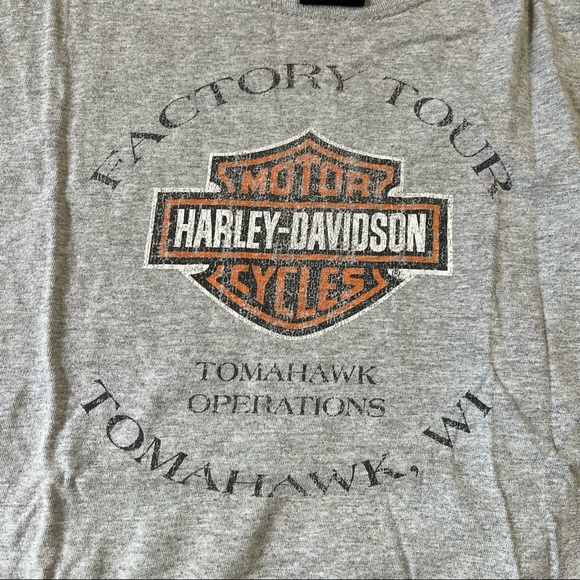 FACTORY TOUR
MOTOR
HARLEY-DAVIDSON
CYCLES
TOMAHAWK
OPERATIONS
TOMAHAWK, WI